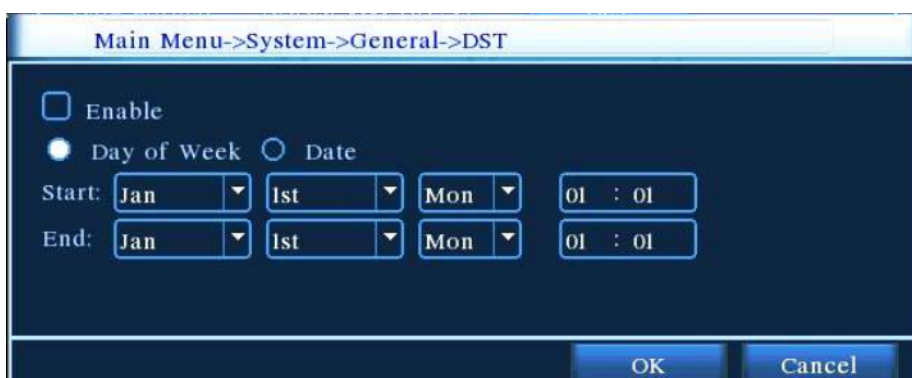 Main Menu->System->General->DST
Enable
Day of Week Date
Start: Jan 1st Mon 01 : 01
End: Jan 1st Mon 01 : 01
OK Cancel